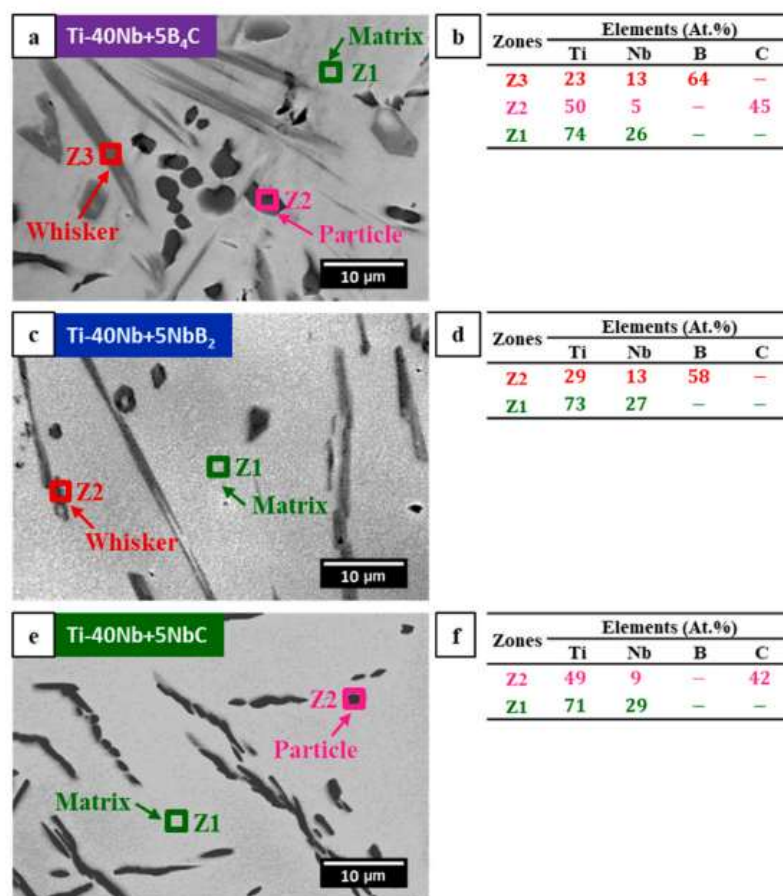 a
Ti-40Nb+5B₄C
Matrix
Z1
Z3
Z2
Whisker
Particle
10 µm
b
Zones Elements (At.%)
Ti Nb B C
Z3 23 13 64 –
Z2 50 5 – 45
Z1 74 26 – –
c
Ti-40Nb+5NbB₂
Z1
Z2
Matrix
Whisker
10 µm
d
Zones Elements (At.%)
Ti Nb B C
Z2 29 13 58 –
Z1 73 27 – –
e
Ti-40Nb+5NbC
Z2
Particle
Matrix
Z1
10 µm
f
Zones Elements (At.%)
Ti Nb B C
Z2 49 9 – 42
Z1 71 29 – –